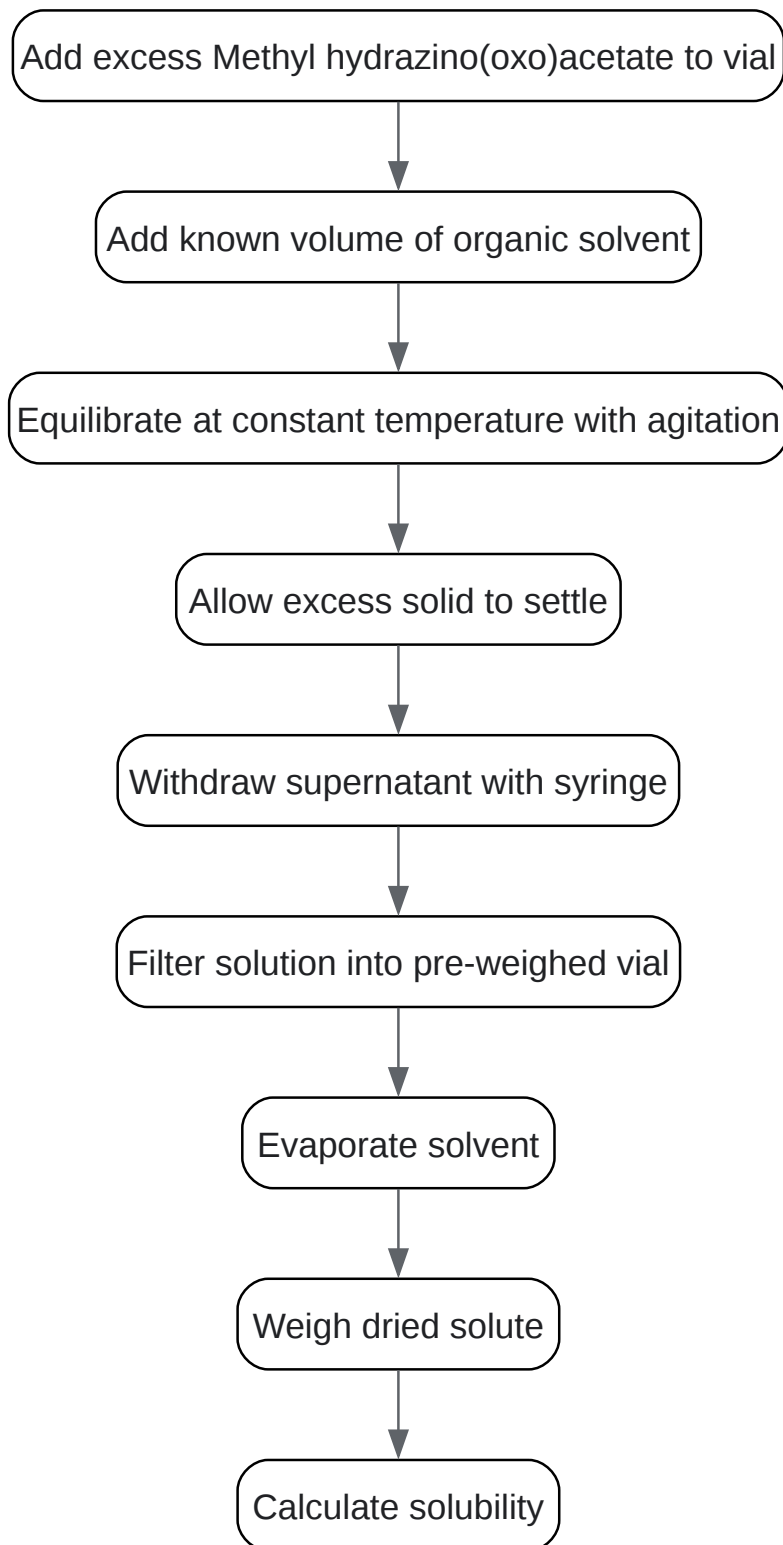 Add excess Methyl hydrazino(oxo)acetate to vial
Add known volume of organic solvent
Equilibrate at constant temperature with agitation
Allow excess solid to settle
Withdraw supernatant with syringe
Filter solution into pre-weighed vial
Evaporate solvent
Weigh dried solute
Calculate solubility